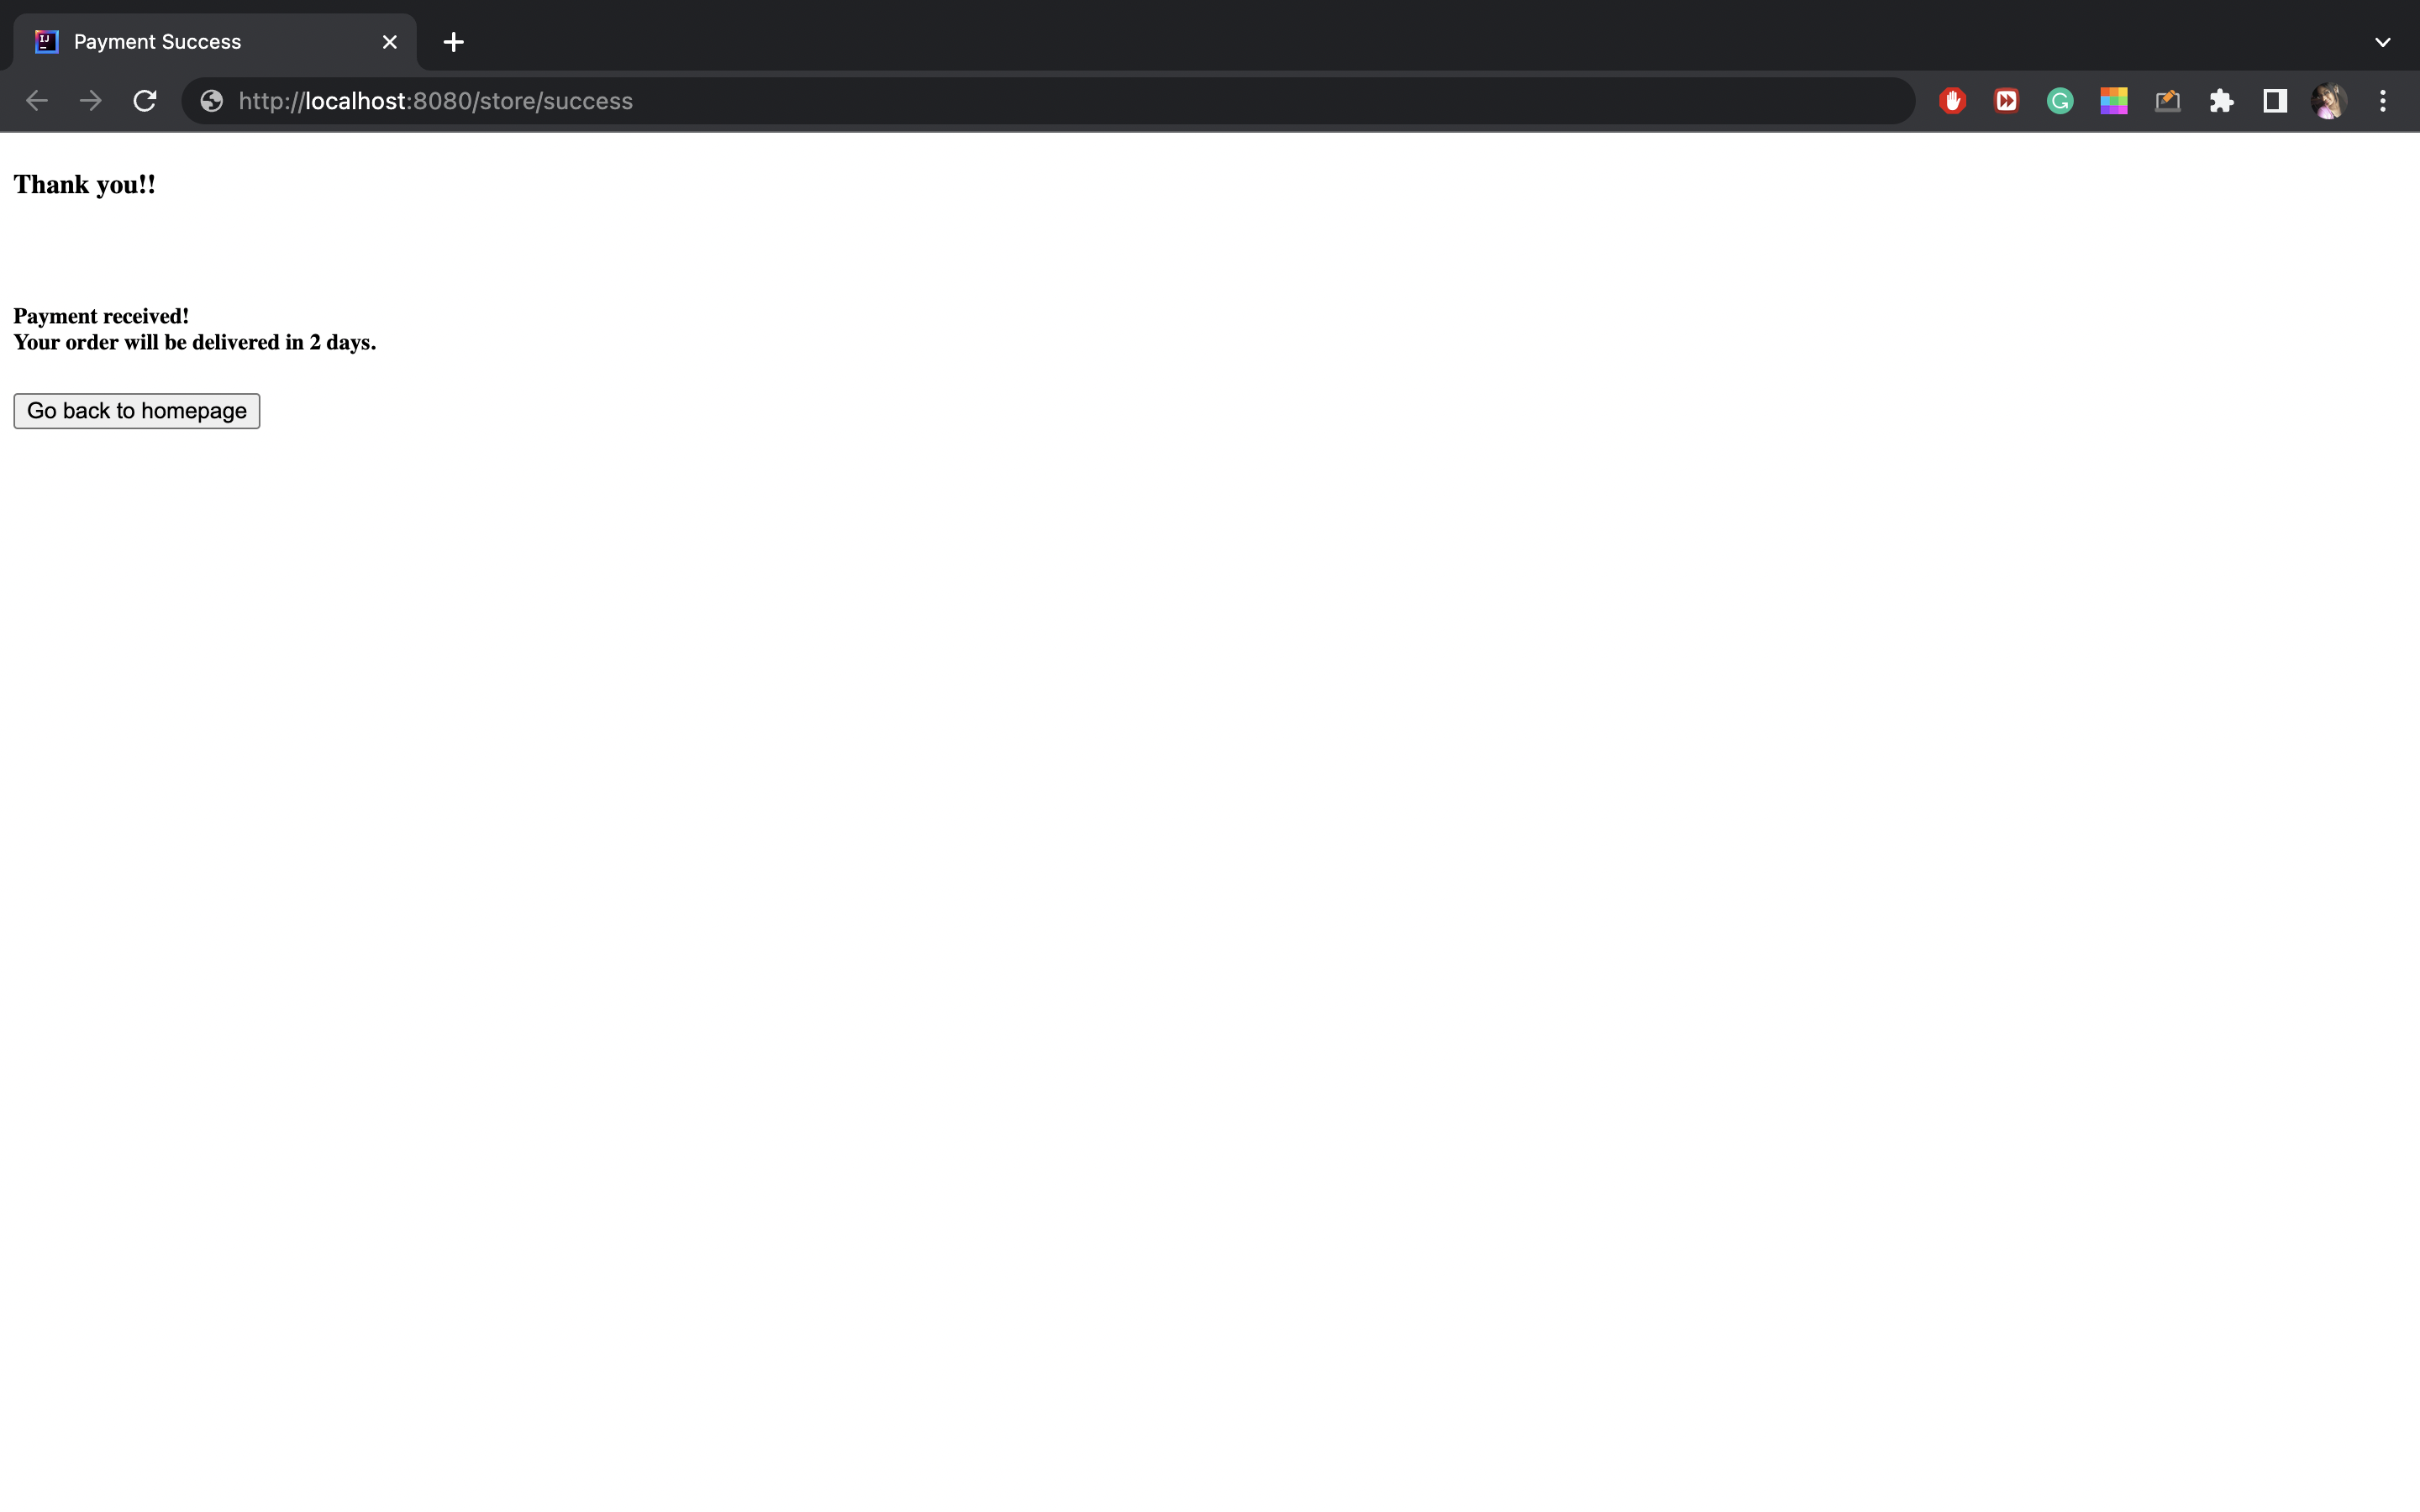 Payment Success
http://localhost:8080/store/success
Thank you!!
Payment received!
Your order will be delivered in 2 days.
Go back to homepage